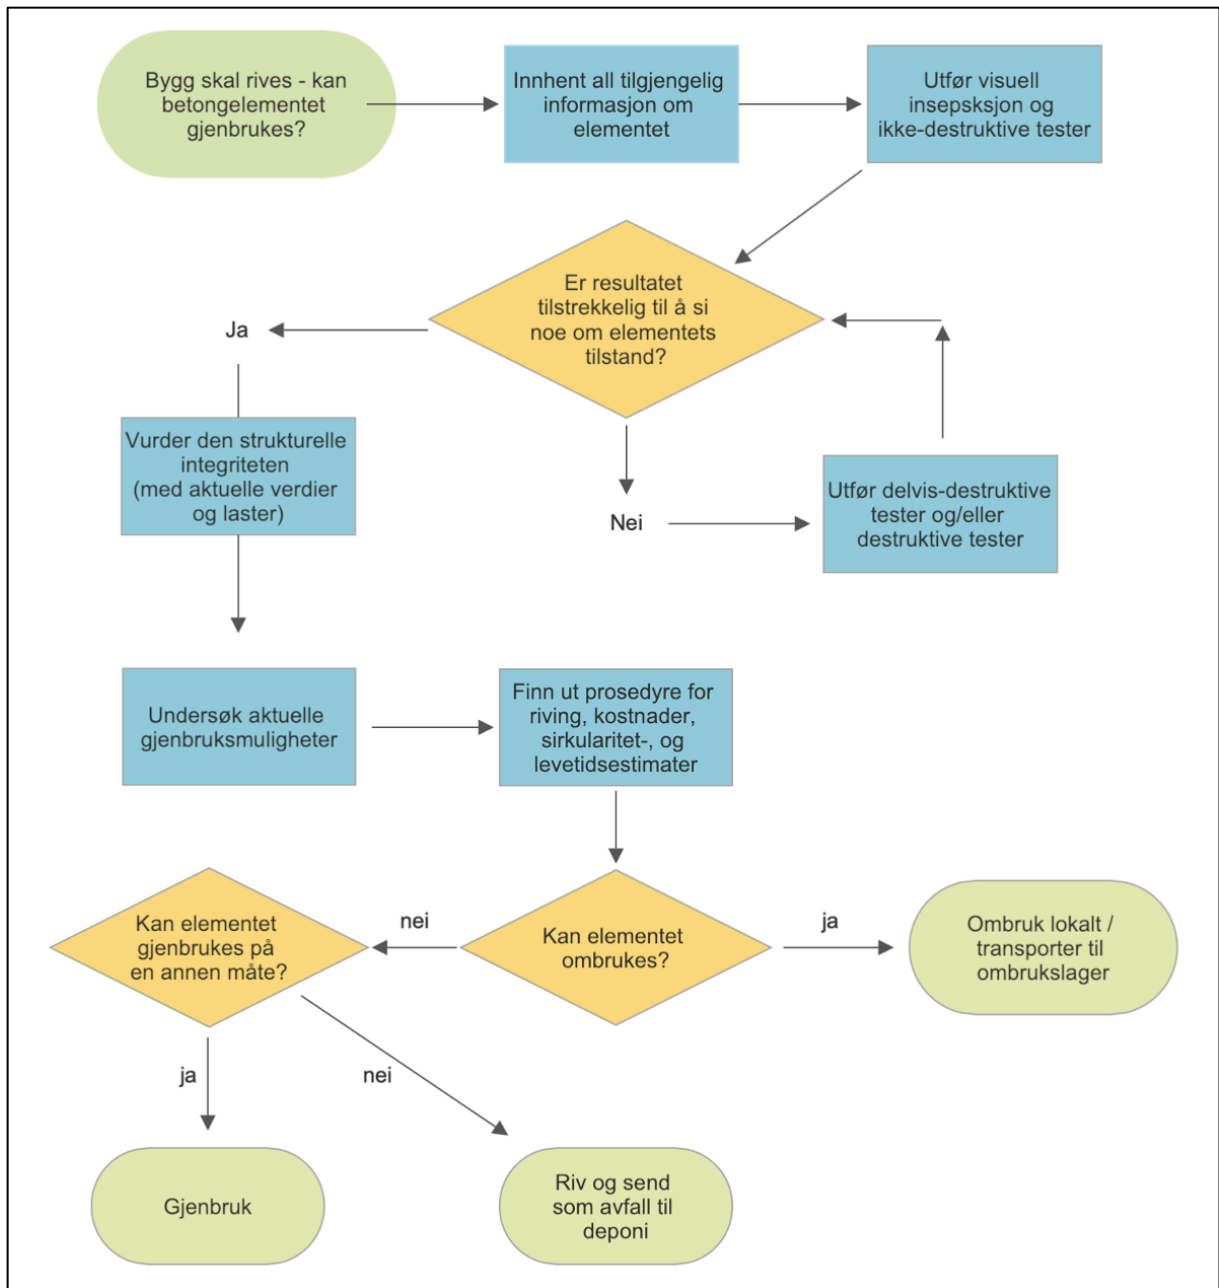 Bygg skal rives - kan
betongelementet
gjenbrukes?
Innhent all tilgjengelig
informasjon om
elementet
Utfør visuell
insepsksjon og
ikke-destruktive tester
Er resultatet
tilstrekkelig til å si
noe om elementets
tilstand?
Ja
Vurder den strukturelle
integriteten
(med aktuelle verdier
og laster)
Nei
Utfør delvis-destruktive
tester og/eller
destruktive tester
Undersøk aktuelle
gjenbruksmuligheter
Finn ut prosedyre for
riving, kostnader,
sirkularitet-, og
levetidsestimater
Kan elementet
ombrukes?
ja
Ombruk lokalt /
transporter til
ombrukslager
nei
Kan elementet
gjenbrukes på
en annen måte?
ja
nei
Gjenbruk
Riv og send
som avfall til
deponi